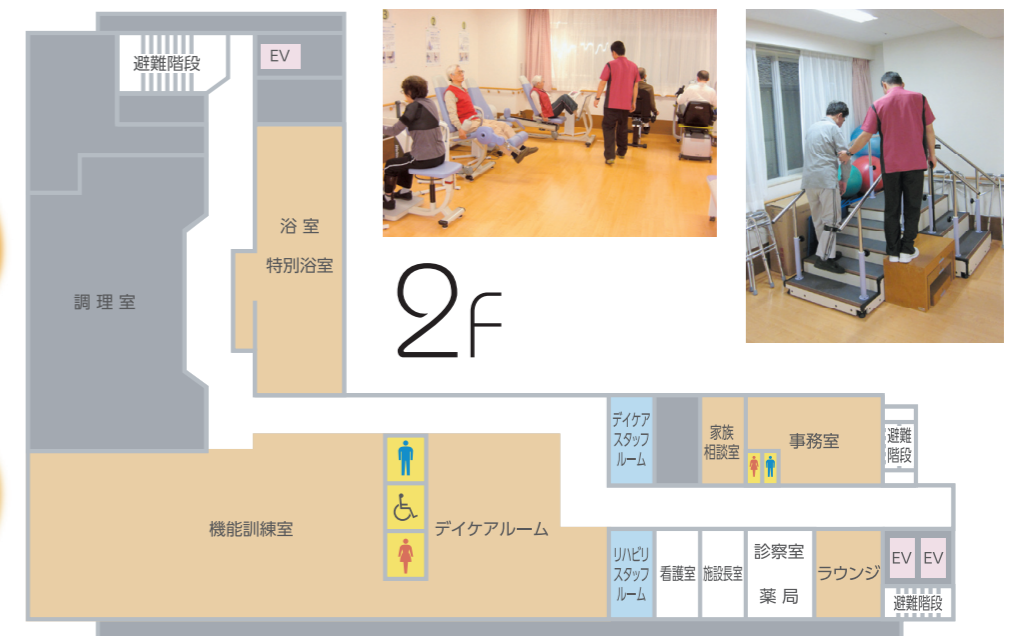 避難階段
EV
浴 室
特別浴室
調 理 室
2F
デイケア
スタッフ
ルーム
家族
相談室
事務室
避難
階段
機能訓練室
デイケアルーム
リハビリ
スタッフ
ルーム
看護室
施設長室
診察室
薬 局
ラウンジ
EV
EV
避難階段